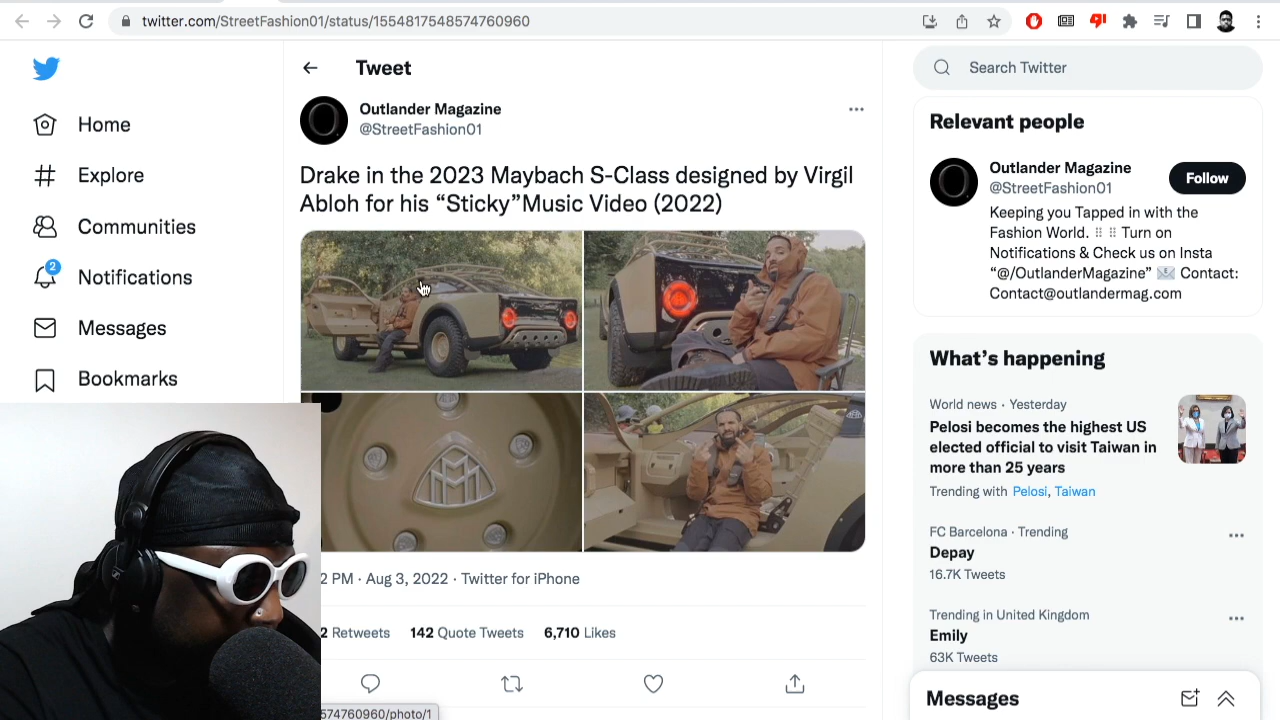 twitter.com/StreetFashion01/status/1554817548574760960
Home
Explore
Communities
2
Notifications
Messages
Bookmarks
Tweet
Outlander Magazine
@StreetFashion01
Drake in the 2023 Maybach S-Class designed by Virgil
Abloh for his “Sticky”Music Video (2022)
2 PM · Aug 3, 2022 · Twitter for iPhone
2 Retweets 142 Quote Tweets 6,710 Likes
574760960/photo/1
Search Twitter
Relevant people
Outlander Magazine
@StreetFashion01
Follow
Keeping you Tapped in with the
Fashion World. ⠿ ⠿ Turn on
Notifications & Check us on Insta
“@/OutlanderMagazine” 📧 Contact:
Contact@outlandermag.com
What’s happening
World news · Yesterday
Pelosi becomes the highest US
elected official to visit Taiwan in
more than 25 years
Trending with Pelosi, Taiwan
FC Barcelona · Trending
Depay
16.7K Tweets
Trending in United Kingdom
Emily
63K Tweets
Messages